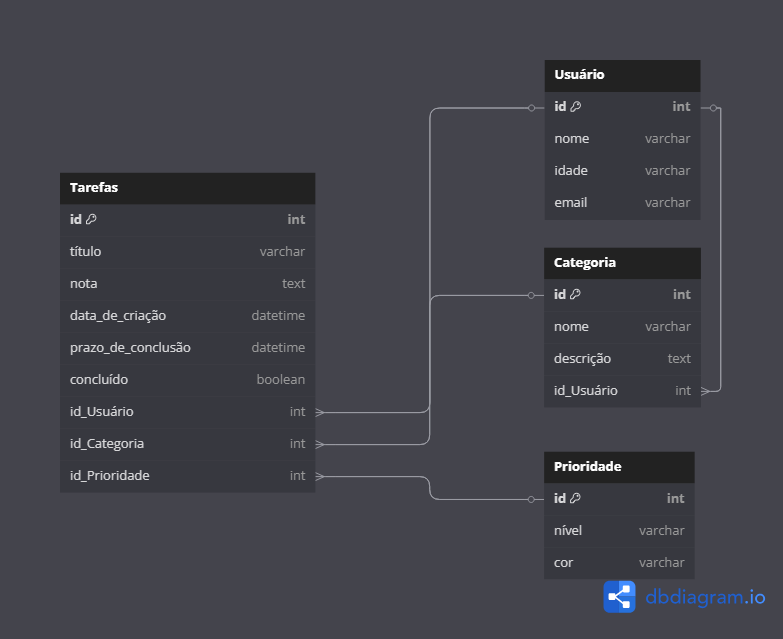 Tarefas
id int
título varchar
nota text
data_de_criação datetime
prazo_de_conclusão datetime
concluído boolean
id_Usuário int
id_Categoria int
id_Prioridade int
Usuário
id int
nome varchar
idade varchar
email varchar
Categoria
id int
nome varchar
descrição text
id_Usuário int
Prioridade
id int
nível varchar
cor varchar
dbdiagram.io